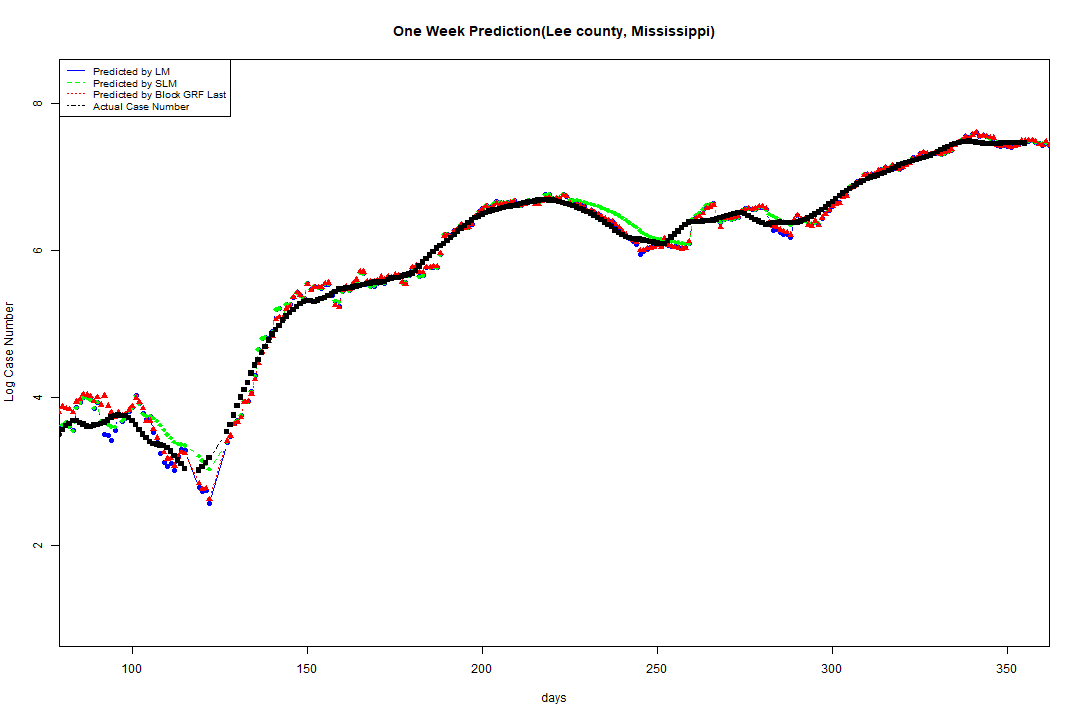 One Week Prediction(Lee county, Mississippi)
Predicted by LM
Predicted by SLM
Predicted by Block GRF Last
Actual Case Number
8
6
4
2
Log Case Number
100 150 200 250 300 350
days